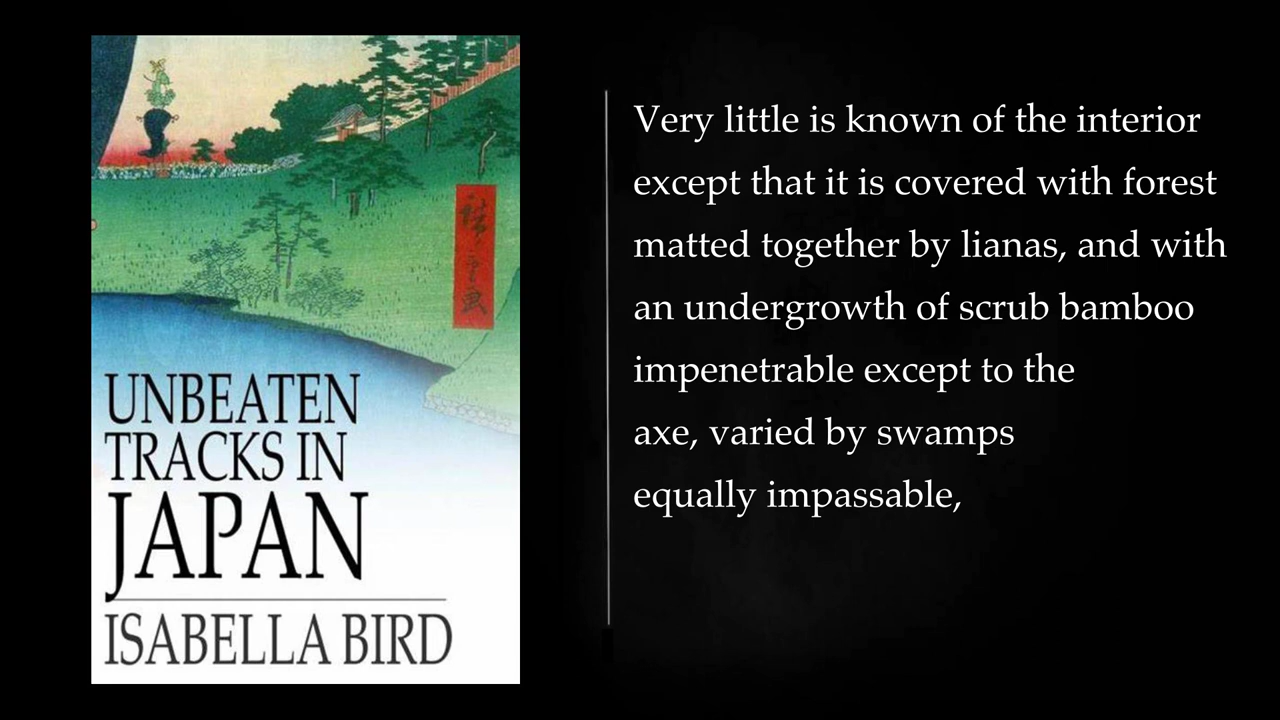 UNBEATEN
TRACKS IN
JAPAN
ISABELLA BIRD
Very little is known of the interior
except that it is covered with forest
matted together by lianas, and with
an undergrowth of scrub bamboo
impenetrable except to the
axe, varied by swamps
equally impassable,